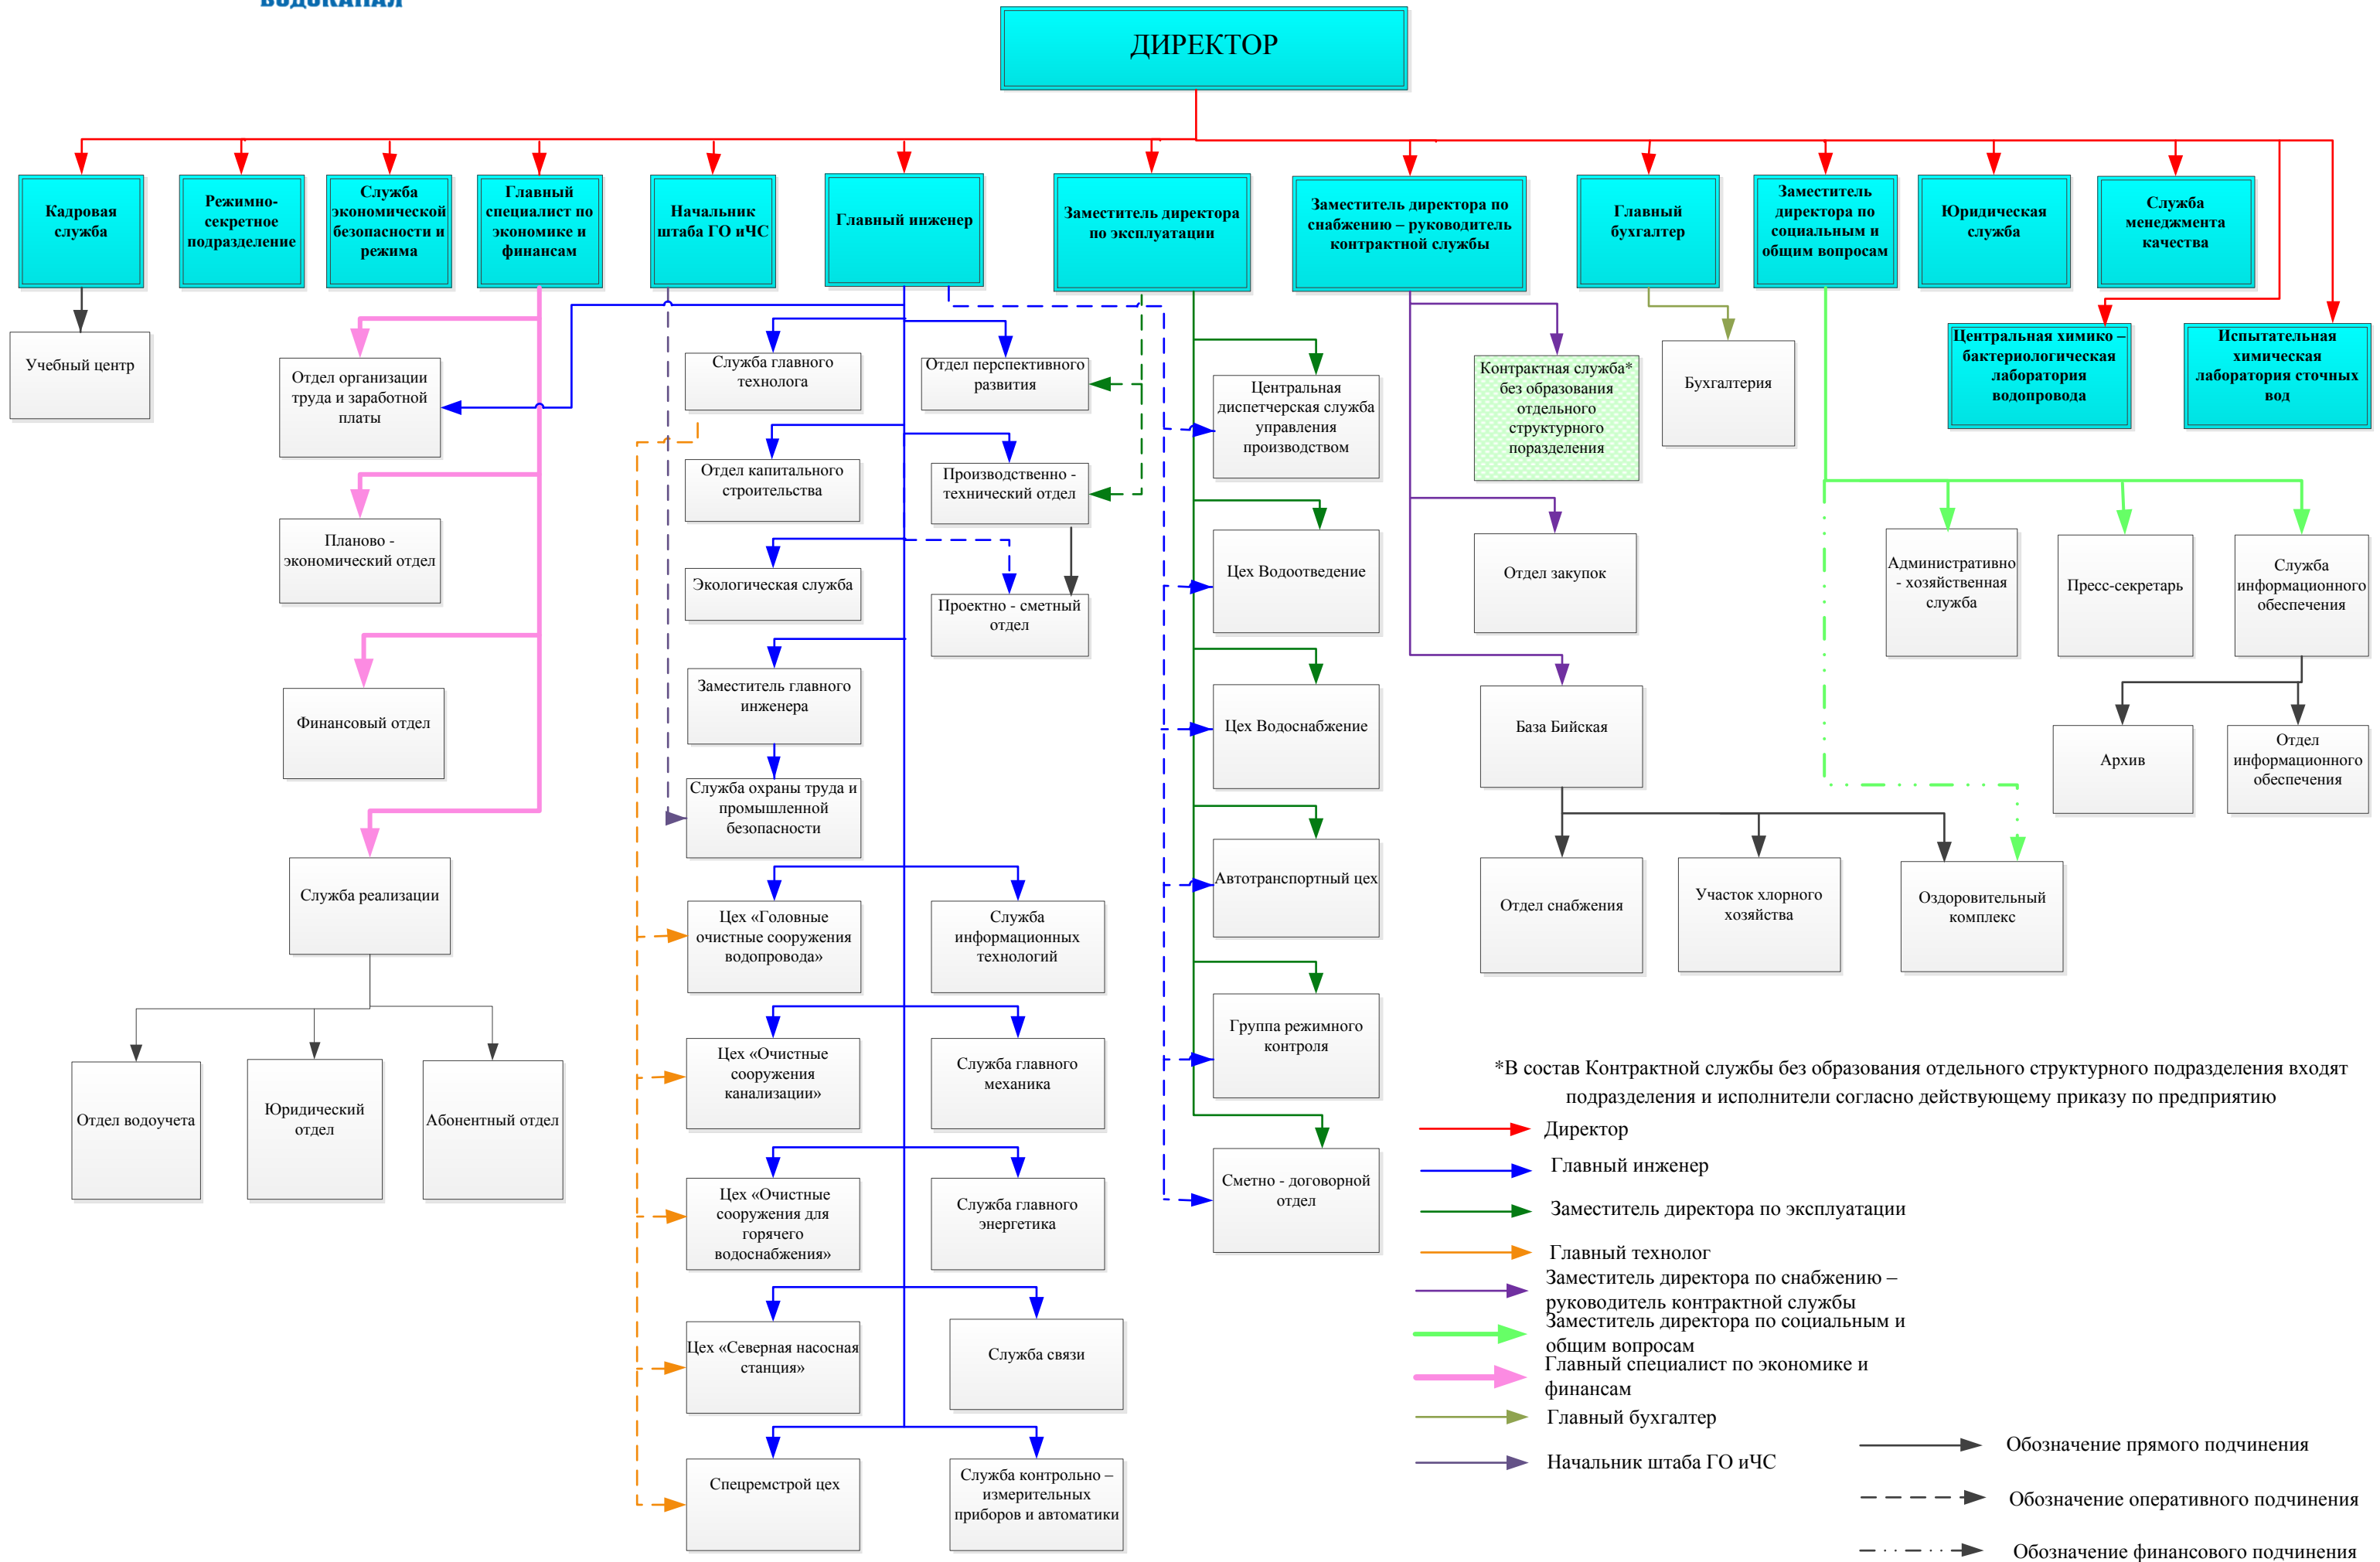 ВОДОКАНАЛ
ДИРЕКТОР
Кадровая
служба
Режимно-
секретное
подразделение
Служба
экономической
безопасности и
режима
Главный
специалист по
экономике и
финансам
Начальник
штаба ГО иЧС
Главный инженер
Заместитель директора
по эксплуатации
Заместитель директора по
снабжению – руководитель
контрактной службы
Главный
бухгалтер
Заместитель
директора по
социальным и
общим вопросам
Юридическая
служба
Служба
менеджмента
качества
Центральная химико –
бактериологическая
лаборатория
водопровода
Испытательная
химическая
лаборатория сточных
вод
Учебный центр
Отдел организации
труда и заработной
платы
Планово -
экономический отдел
Финансовый отдел
Служба реализации
Отдел водоучета
Юридический
отдел
Абонентный отдел
Служба главного
технолога
Отдел перспективного
развития
Отдел капитального
строительства
Производственно -
технический отдел
Экологическая служба
Проектно - сметный
отдел
Заместитель главного
инженера
Служба охраны труда и
промышленной
безопасности
Цех «Головные
очистные сооружения
водопровода»
Служба
информационных
технологий
Цех «Очистные
сооружения
канализации»
Служба главного
механика
Цех «Очистные
сооружения для
горячего
водоснабжения»
Служба главного
энергетика
Цех «Северная насосная
станция»
Служба связи
Спецремстрой цех
Служба контрольно –
измерительных
приборов и автоматики
Центральная
диспетчерская служба
управления
производством
Цех Водоотведение
Цех Водоснабжение
Автотранспортный цех
Группа режимного
контроля
Сметно - договорной
отдел
Контрактная служба*
без образования
отдельного
структурного
поразделения
Отдел закупок
База Бийская
Отдел снабжения
Участок хлорного
хозяйства
Оздоровительный
комплекс
Бухгалтерия
Административно
- хозяйственная
служба
Пресс-секретарь
Служба
информационного
обеспечения
Архив
Отдел
информационного
обеспечения
*В состав Контрактной службы без образования отдельного структурного подразделения входят
подразделения и исполнители согласно действующему приказу по предприятию
Директор
Главный инженер
Заместитель директора по эксплуатации
Главный технолог
Заместитель директора по снабжению –
руководитель контрактной службы
Заместитель директора по социальным и
общим вопросам
Главный специалист по экономике и
финансам
Главный бухгалтер
Начальник штаба ГО иЧС
Обозначение прямого подчинения
Обозначение оперативного подчинения
Обозначение финансового подчинения